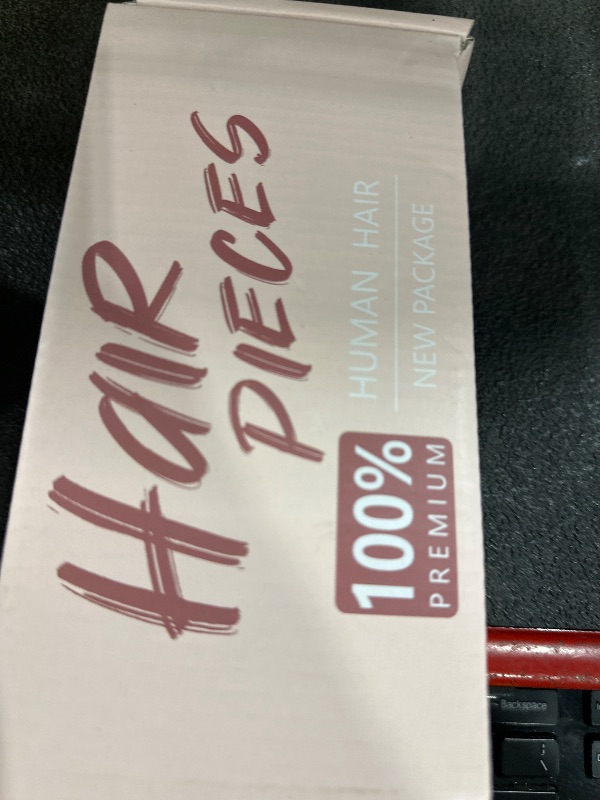 Hair
PIECES
100%
PREMIUM
HUMAN HAIR
NEW PACKAGE
Backspace